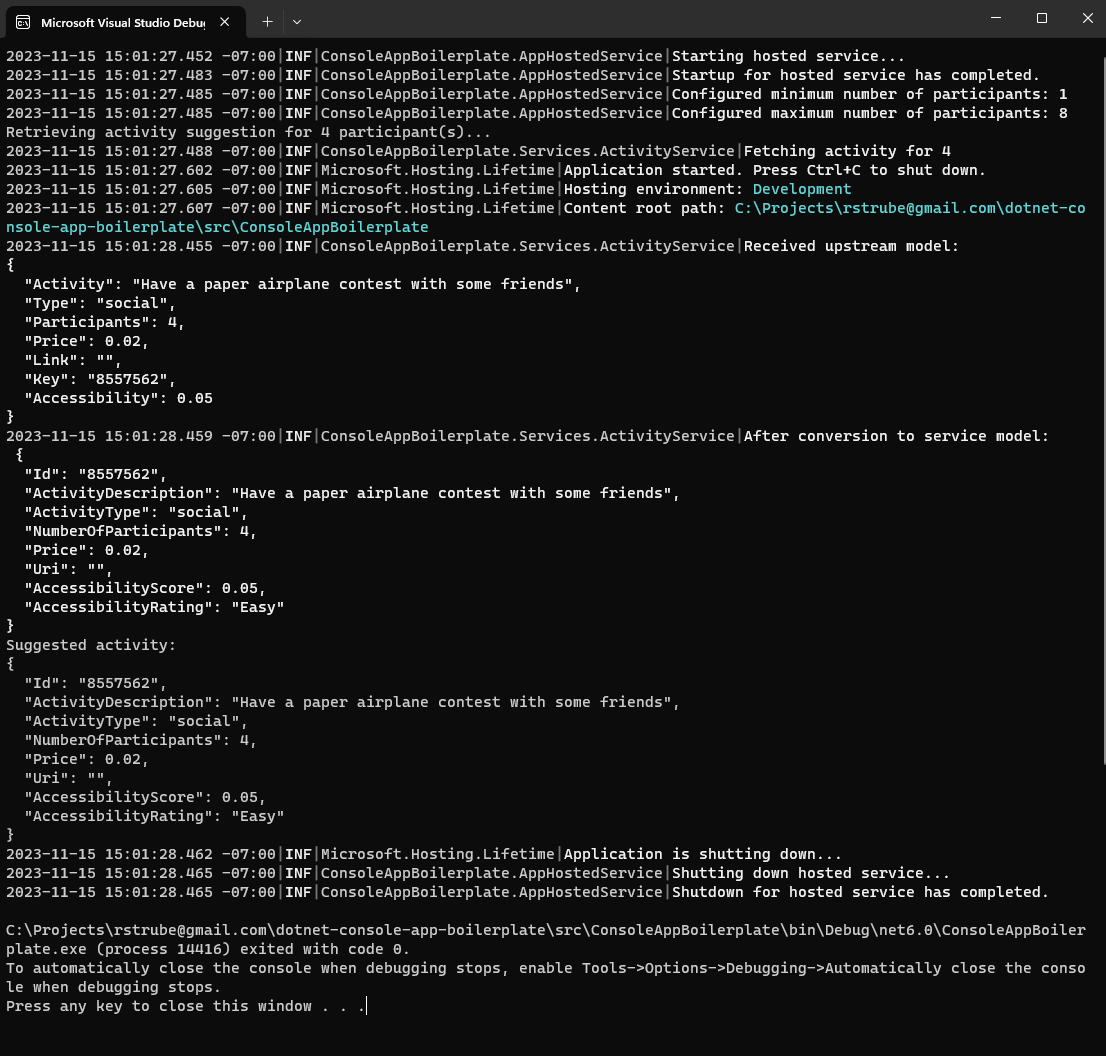 Microsoft Visual Studio Debug
2023-11-15 15:01:27.452 -07:00|INF|ConsoleAppBoilerplate.AppHostedService|Starting hosted service...
2023-11-15 15:01:27.483 -07:00|INF|ConsoleAppBoilerplate.AppHostedService|Startup for hosted service has completed.
2023-11-15 15:01:27.485 -07:00|INF|ConsoleAppBoilerplate.AppHostedService|Configured minimum number of participants: 1
2023-11-15 15:01:27.485 -07:00|INF|ConsoleAppBoilerplate.AppHostedService|Configured maximum number of participants: 8
Retrieving activity suggestion for 4 participant(s)...
2023-11-15 15:01:27.488 -07:00|INF|ConsoleAppBoilerplate.Services.ActivityService|Fetching activity for 4
2023-11-15 15:01:27.602 -07:00|INF|Microsoft.Hosting.Lifetime|Application started. Press Ctrl+C to shut down.
2023-11-15 15:01:27.605 -07:00|INF|Microsoft.Hosting.Lifetime|Hosting environment: Development
2023-11-15 15:01:27.607 -07:00|INF|Microsoft.Hosting.Lifetime|Content root path: C:\Projects\rstrube@gmail.com\dotnet-co
nsole-app-boilerplate\src\ConsoleAppBoilerplate
2023-11-15 15:01:28.455 -07:00|INF|ConsoleAppBoilerplate.Services.ActivityService|Received upstream model:
{
  "Activity": "Have a paper airplane contest with some friends",
  "Type": "social",
  "Participants": 4,
  "Price": 0.02,
  "Link": "",
  "Key": "8557562",
  "Accessibility": 0.05
}
2023-11-15 15:01:28.459 -07:00|INF|ConsoleAppBoilerplate.Services.ActivityService|After conversion to service model:
 {
  "Id": "8557562",
  "ActivityDescription": "Have a paper airplane contest with some friends",
  "ActivityType": "social",
  "NumberOfParticipants": 4,
  "Price": 0.02,
  "Uri": "",
  "AccessibilityScore": 0.05,
  "AccessibilityRating": "Easy"
}
Suggested activity:
{
  "Id": "8557562",
  "ActivityDescription": "Have a paper airplane contest with some friends",
  "ActivityType": "social",
  "NumberOfParticipants": 4,
  "Price": 0.02,
  "Uri": "",
  "AccessibilityScore": 0.05,
  "AccessibilityRating": "Easy"
}
2023-11-15 15:01:28.462 -07:00|INF|Microsoft.Hosting.Lifetime|Application is shutting down...
2023-11-15 15:01:28.465 -07:00|INF|ConsoleAppBoilerplate.AppHostedService|Shutting down hosted service...
2023-11-15 15:01:28.465 -07:00|INF|ConsoleAppBoilerplate.AppHostedService|Shutdown for hosted service has completed.
C:\Projects\rstrube@gmail.com\dotnet-console-app-boilerplate\src\ConsoleAppBoilerplate\bin\Debug\net6.0\ConsoleAppBoiler
plate.exe (process 14416) exited with code 0.
To automatically close the console when debugging stops, enable Tools->Options->Debugging->Automatically close the conso
le when debugging stops.
Press any key to close this window . . .